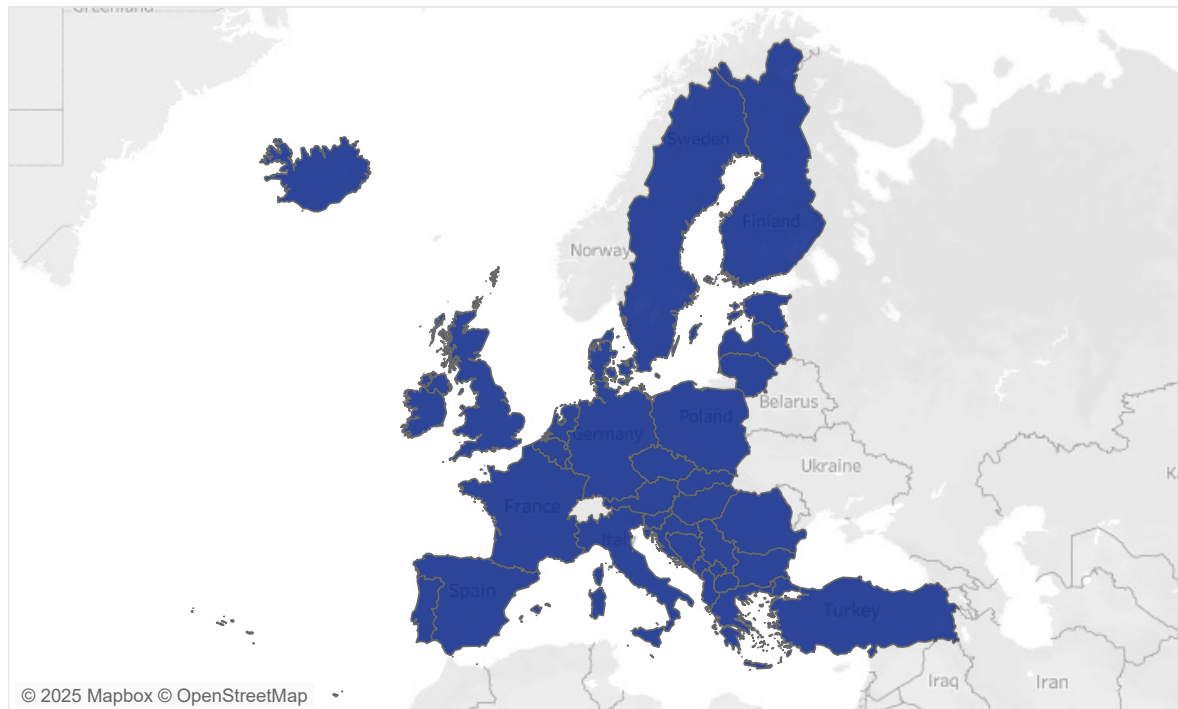 Greenland
Sweden
Finland
Norway
Belarus
Poland
Germany
Ukraine
France
Italy
Spain
Turkey
Iraq
Iran
© 2025 Mapbox © OpenStreetMap